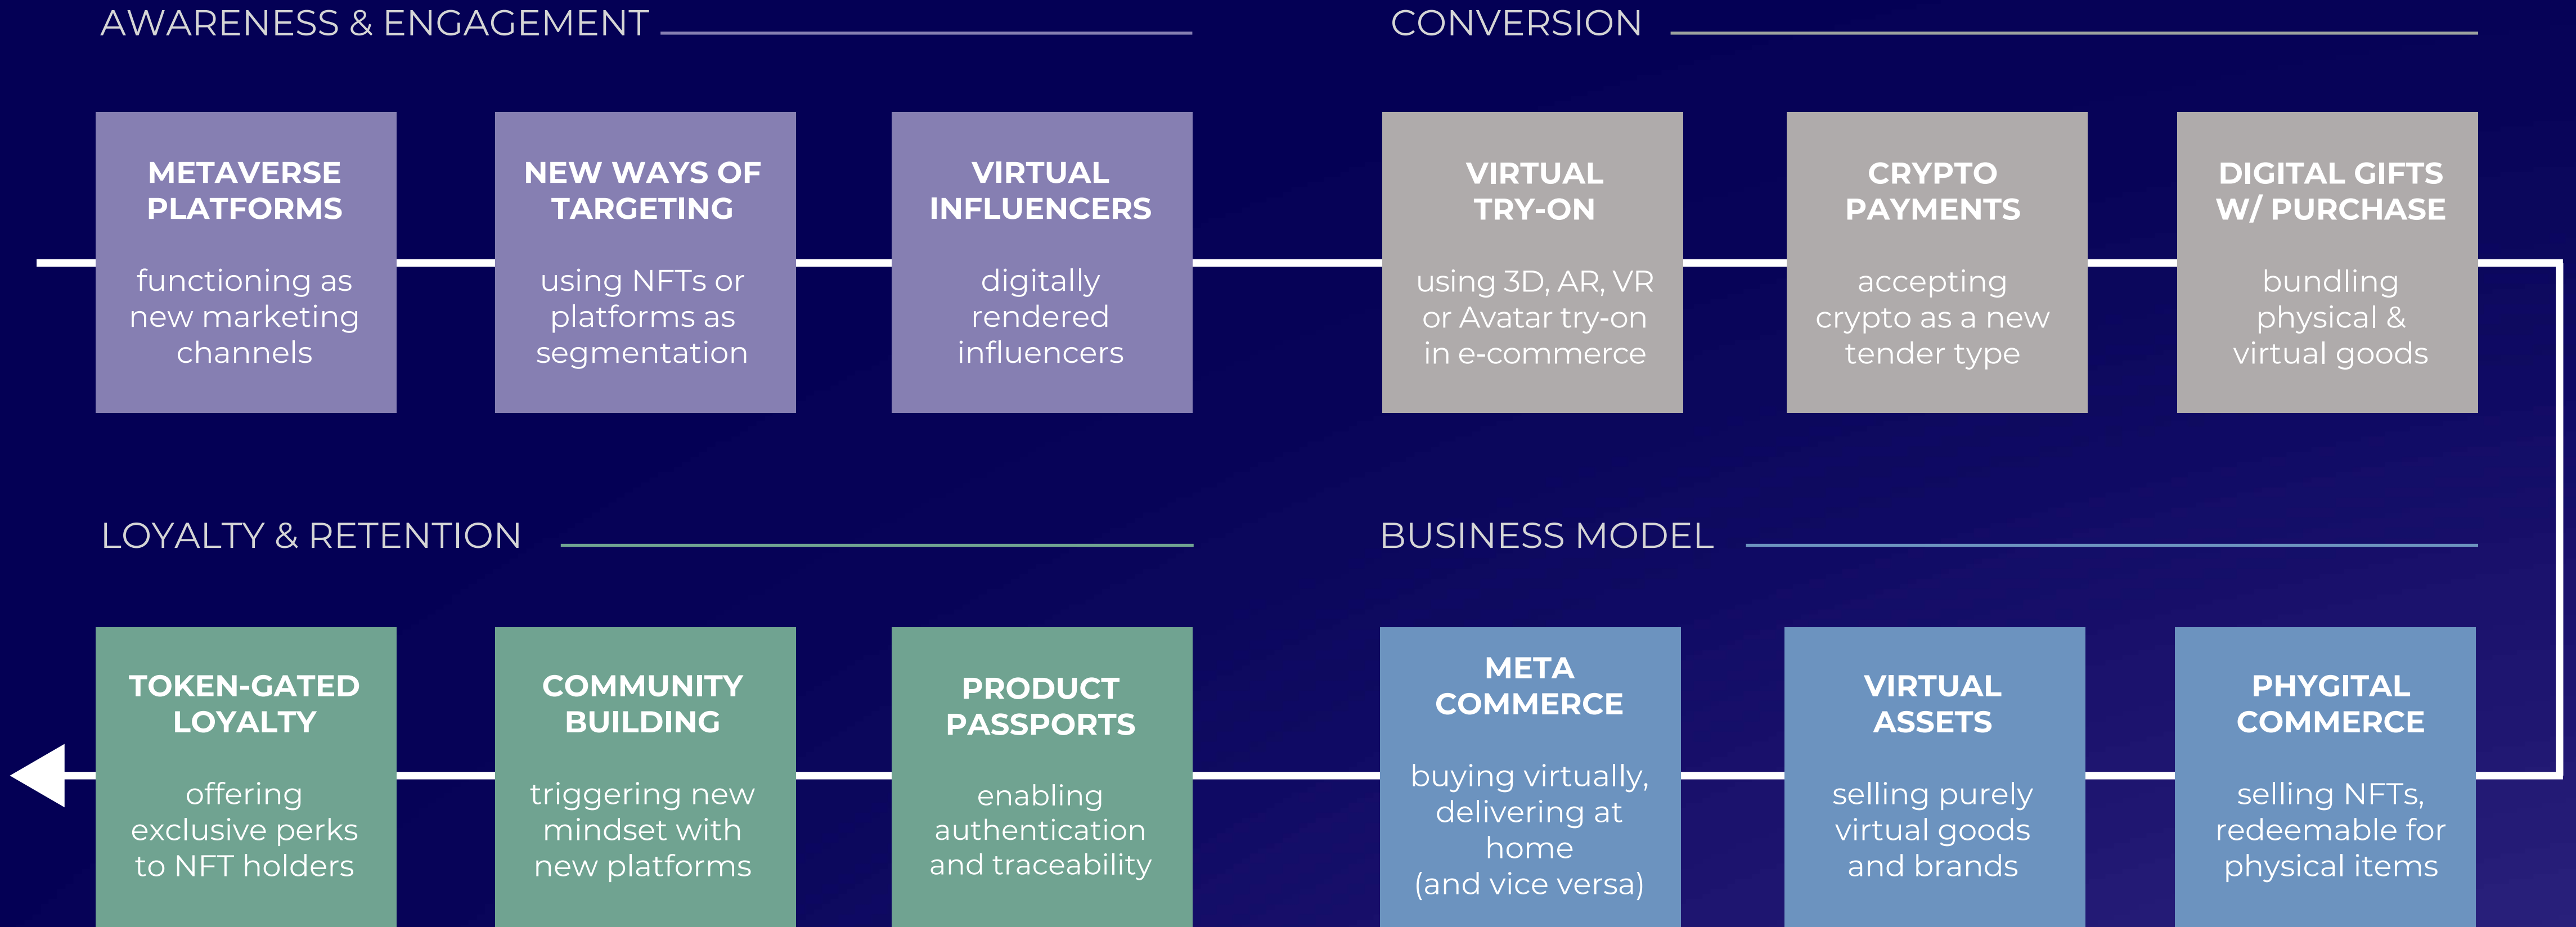 AWARENESS & ENGAGEMENT
METAVERSE
PLATFORMS
functioning as
new marketing
channels
NEW WAYS OF
TARGETING
using NFTs or
platforms as
segmentation
VIRTUAL
INFLUENCERS
digitally
rendered
influencers
CONVERSION
VIRTUAL
TRY-ON
using 3D, AR, VR
or Avatar try-on
in e-commerce
CRYPTO
PAYMENTS
accepting
crypto as a new
tender type
DIGITAL GIFTS
W/ PURCHASE
bundling
physical &
virtual goods
LOYALTY & RETENTION
TOKEN-GATED
LOYALTY
offering
exclusive perks
to NFT holders
COMMUNITY
BUILDING
triggering new
mindset with
new platforms
PRODUCT
PASSPORTS
enabling
authentication
and traceability
BUSINESS MODEL
META
COMMERCE
buying virtually,
delivering at
home
(and vice versa)
VIRTUAL
ASSETS
selling purely
virtual goods
and brands
PHYGITAL
COMMERCE
selling NFTs,
redeemable for
physical items